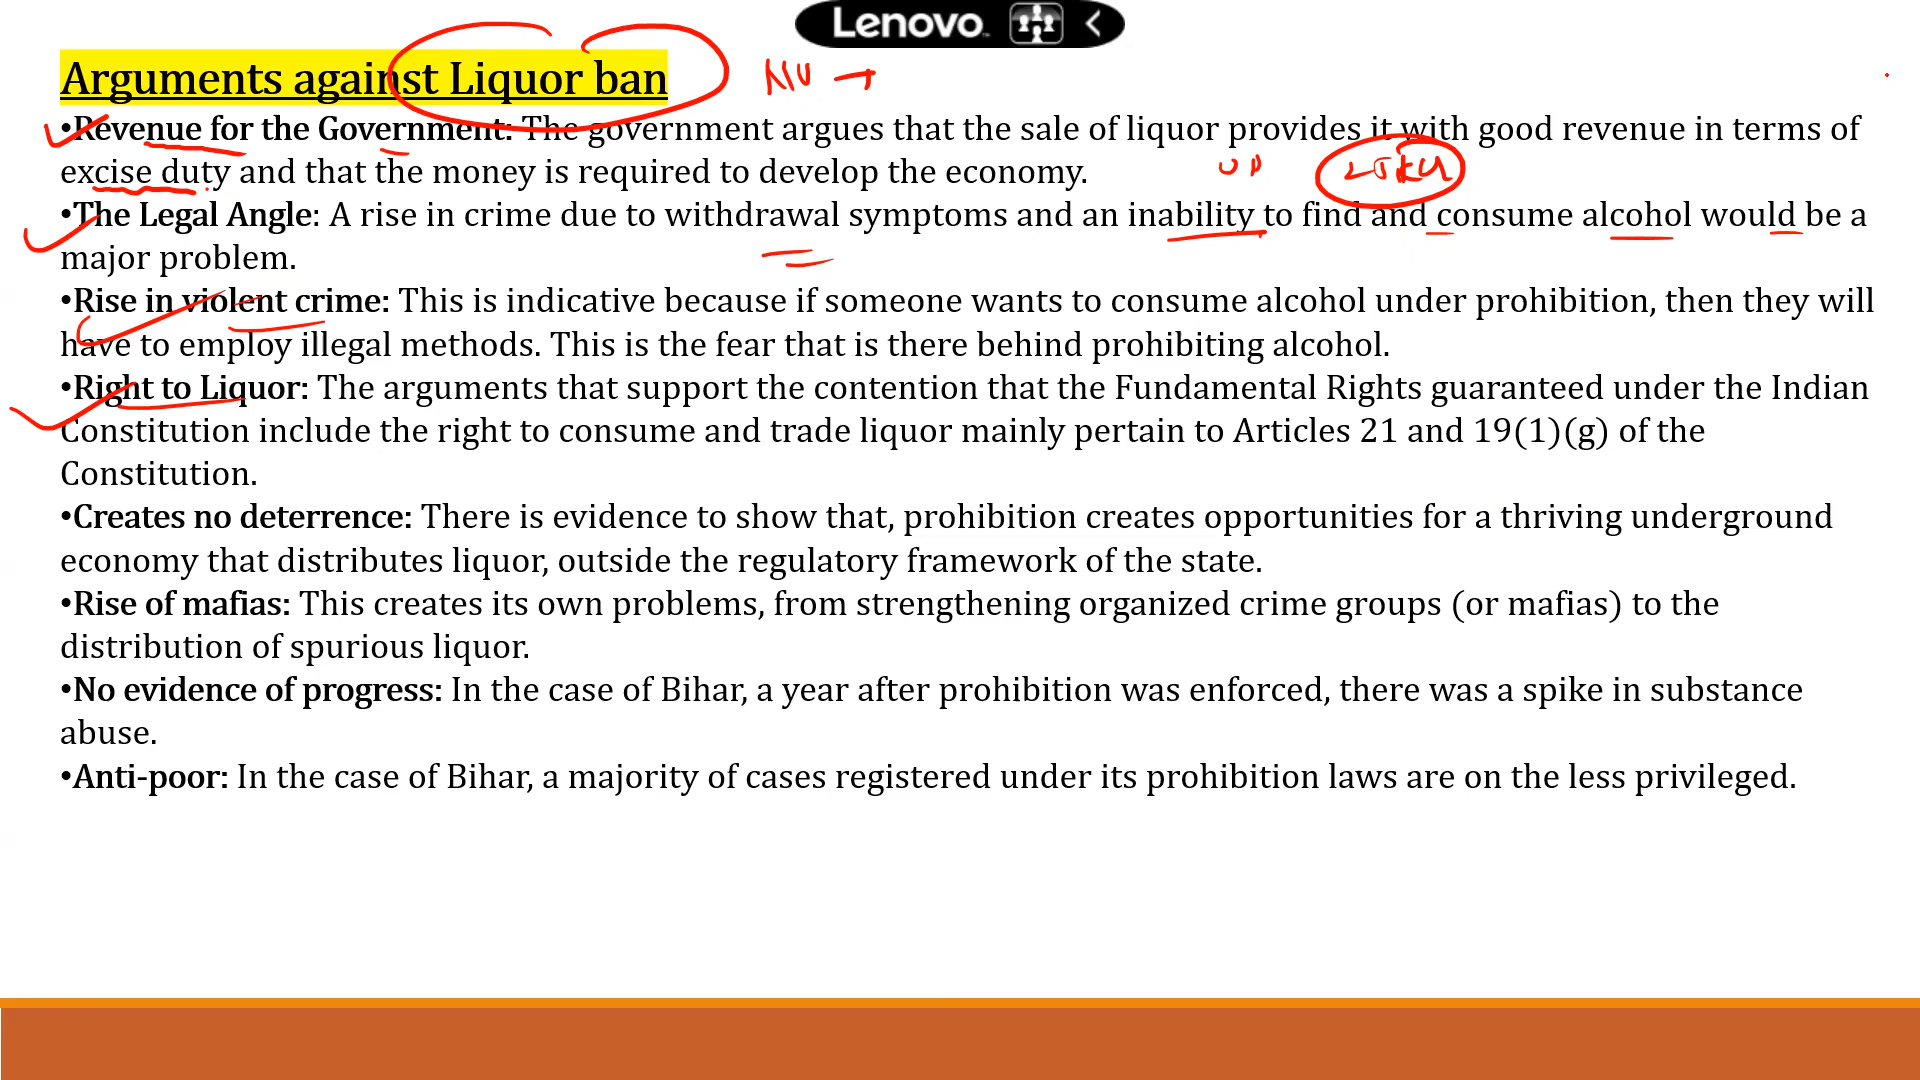 Lenovo
Arguments against Liquor ban
•Revenue for the Government: The government argues that the sale of liquor provides it with good revenue in terms of
excise duty and that the money is required to develop the economy.
•The Legal Angle: A rise in crime due to withdrawal symptoms and an inability to find and consume alcohol would be a
major problem.
•Rise in violent crime: This is indicative because if someone wants to consume alcohol under prohibition, then they will
have to employ illegal methods. This is the fear that is there behind prohibiting alcohol.
•Right to Liquor: The arguments that support the contention that the Fundamental Rights guaranteed under the Indian
Constitution include the right to consume and trade liquor mainly pertain to Articles 21 and 19(1)(g) of the
Constitution.
•Creates no deterrence: There is evidence to show that, prohibition creates opportunities for a thriving underground
economy that distributes liquor, outside the regulatory framework of the state.
•Rise of mafias: This creates its own problems, from strengthening organized crime groups (or mafias) to the
distribution of spurious liquor.
•No evidence of progress: In the case of Bihar, a year after prohibition was enforced, there was a spike in substance
abuse.
•Anti-poor: In the case of Bihar, a majority of cases registered under its prohibition laws are on the less privileged.